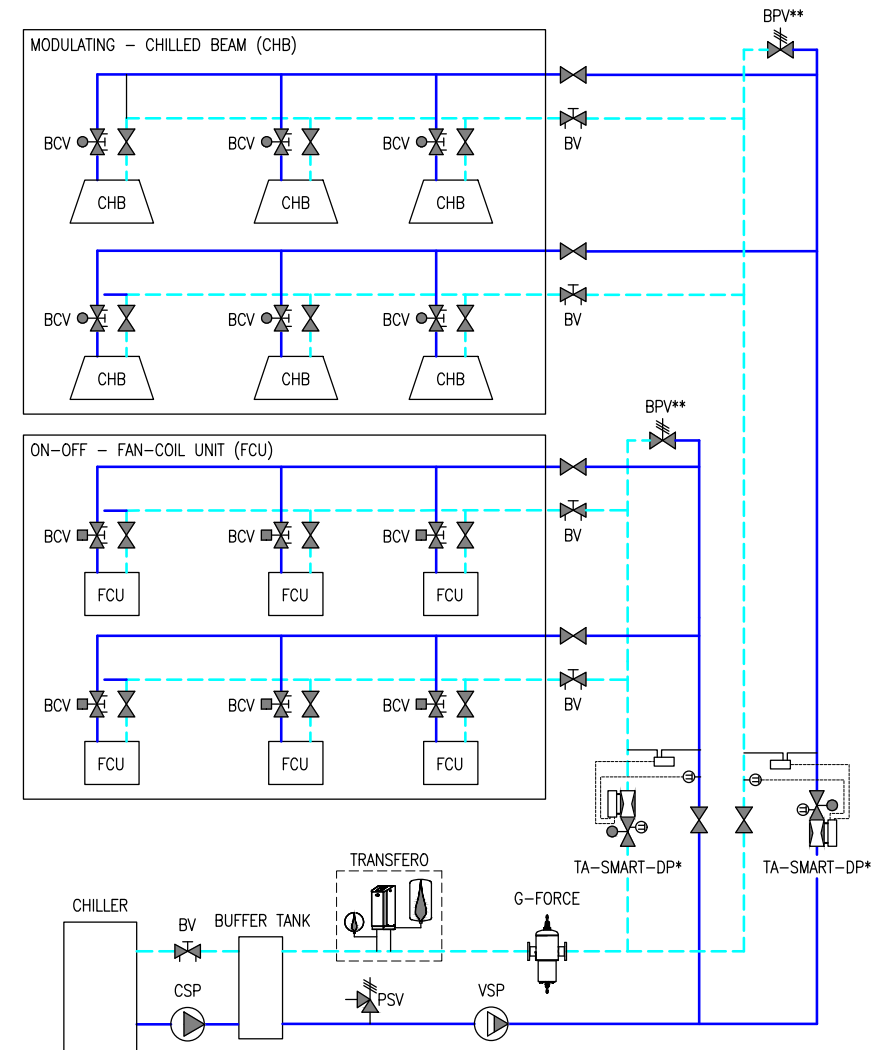 BPV**
MODULATING – CHILLED BEAM (CHB)
BV
BCV BCV BCV
CHB CHB CHB
BV
BCV BCV BCV
CHB CHB CHB
BPV**
ON–OFF – FAN–COIL UNIT (FCU)
BV
BCV BCV BCV
FCU FCU FCU
BV
BCV BCV BCV
FCU FCU FCU
TRANSFERO
TA–SMART–DP* TA–SMART–DP*
G–FORCE
CHILLER
BV BUFFER TANK
CSP
PSV
VSP